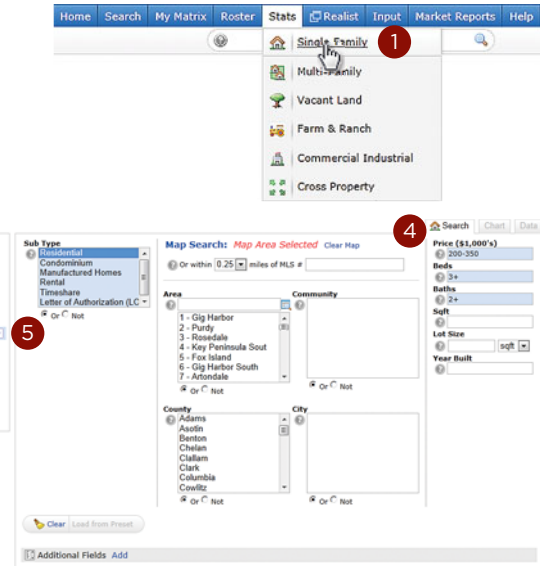 Home Search My Matrix Roster Stats Realist Input Market Reports Help
Single Family
1
Multi-Family
Vacant Land
Farm & Ranch
Commercial Industrial
Cross Property
4
Search Chart Data
Sub Type
Residential
Condominium
Manufactured Homes
Rental
Timeshare
Letter of Authorization (LC
Or Not
5
Map Search: Map Area Selected Clear Map
Or within 0.25 miles of MLS #
Area
1 - Gig Harbor
2 - Purdy
3 - Rosedale
4 - Key Peninsula Sout
5 - Fox Island
6 - Gig Harbor South
7 - Artondale
Or Not
Community
Or Not
County
Adams
Asotin
Benton
Chelan
Clallam
Clark
Columbia
Cowlitz
Or Not
City
Or Not
Price ($1,000's)
200-350
Beds
3+
Baths
2+
Sqft
Lot Size
sqft
Year Built
Clear Load from Preset
Additional Fields Add